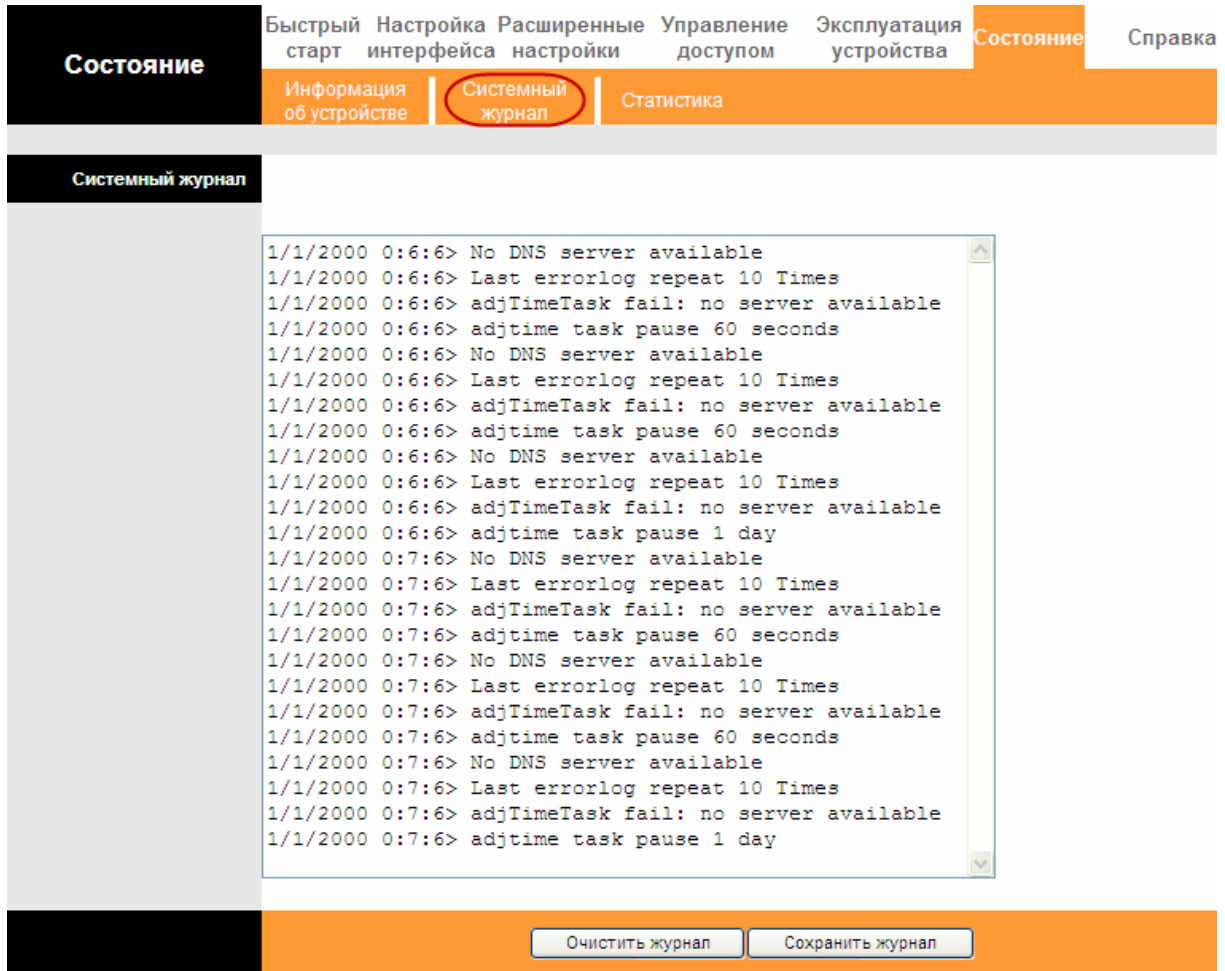 Состояние
Быстрый старт
Настройка интерфейса
Расширенные настройки
Управление доступом
Эксплуатация устройства
Состояние
Справка
Информация об устройстве
Системный журнал
Статистика
Системный журнал
1/1/2000 0:6:6> No DNS server available
1/1/2000 0:6:6> Last errorlog repeat 10 Times
1/1/2000 0:6:6> adjTimeTask fail: no server available
1/1/2000 0:6:6> adjtime task pause 60 seconds
1/1/2000 0:6:6> No DNS server available
1/1/2000 0:6:6> Last errorlog repeat 10 Times
1/1/2000 0:6:6> adjTimeTask fail: no server available
1/1/2000 0:6:6> adjtime task pause 60 seconds
1/1/2000 0:6:6> No DNS server available
1/1/2000 0:6:6> Last errorlog repeat 10 Times
1/1/2000 0:6:6> adjTimeTask fail: no server available
1/1/2000 0:6:6> adjtime task pause 1 day
1/1/2000 0:7:6> No DNS server available
1/1/2000 0:7:6> Last errorlog repeat 10 Times
1/1/2000 0:7:6> adjTimeTask fail: no server available
1/1/2000 0:7:6> adjtime task pause 60 seconds
1/1/2000 0:7:6> No DNS server available
1/1/2000 0:7:6> Last errorlog repeat 10 Times
1/1/2000 0:7:6> adjTimeTask fail: no server available
1/1/2000 0:7:6> adjtime task pause 60 seconds
1/1/2000 0:7:6> No DNS server available
1/1/2000 0:7:6> Last errorlog repeat 10 Times
1/1/2000 0:7:6> adjTimeTask fail: no server available
1/1/2000 0:7:6> adjtime task pause 1 day
Очистить журнал
Сохранить журнал